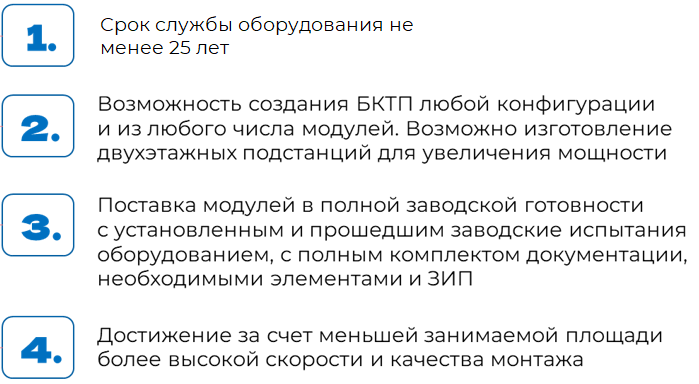 1.
Срок службы оборудования не
менее 25 лет
2.
Возможность создания БКТП любой конфигурации
и из любого числа модулей. Возможно изготовление
двухэтажных подстанций для увеличения мощности
3.
Поставка модулей в полной заводской готовности
с установленным и прошедшим заводские испытания
оборудованием, с полным комплектом документации,
необходимыми элементами и ЗИП
4.
Достижение за счет меньшей занимаемой площади
более высокой скорости и качества монтажа